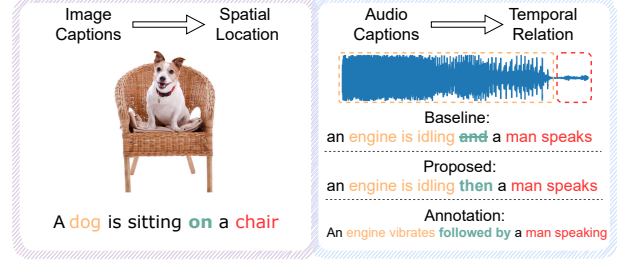 Image Captions
Spatial Location
A dog is sitting on a chair
Audio Captions
Temporal Relation
Baseline:
an engine is idling and a man speaks
Proposed:
an engine is idling then a man speaks
Annotation:
An engine vibrates followed by a man speaking